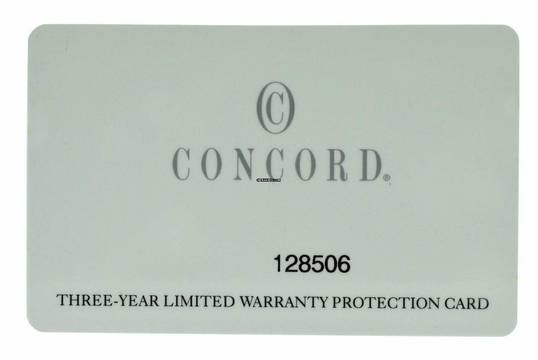 C
CONCORD®
128506
THREE-YEAR LIMITED WARRANTY PROTECTION CARD